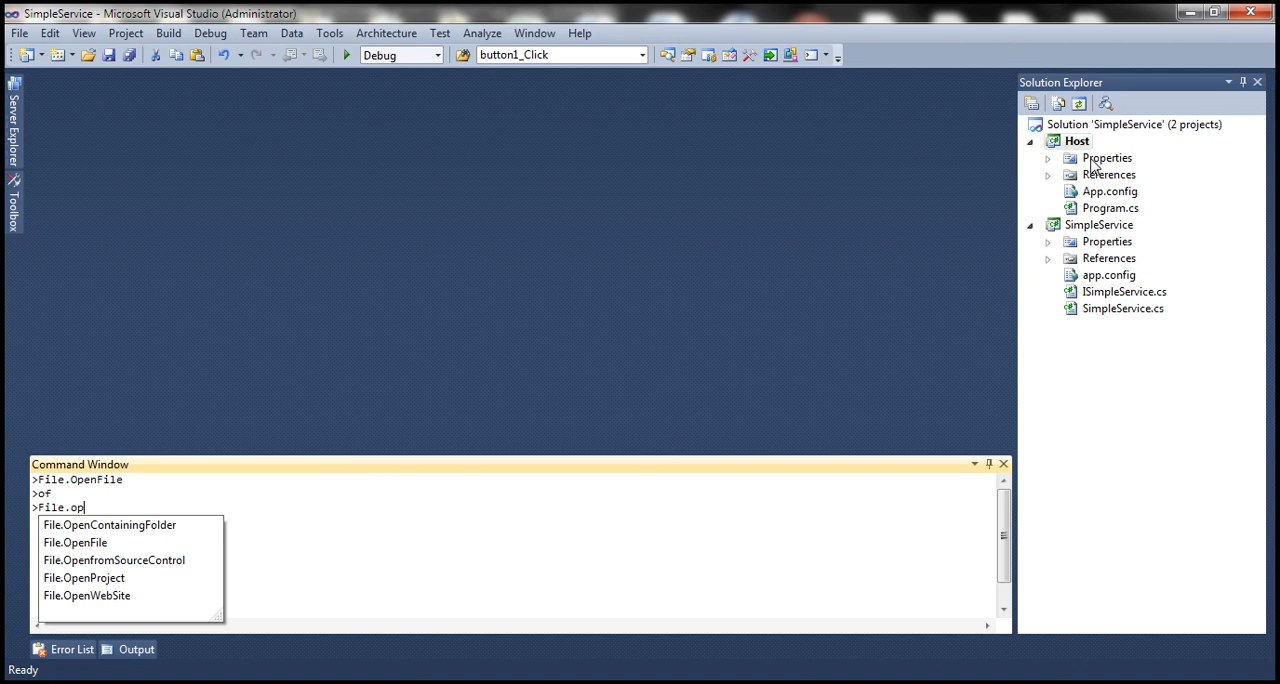 SimpleService - Microsoft Visual Studio (Administrator)
File Edit View Project Build Debug Team Data Tools Architecture Test Analyze Window Help
Debug button1_Click
Server Explorer
Toolbox
Solution Explorer
Solution 'SimpleService' (2 projects)
Host
Properties
References
App.config
Program.cs
SimpleService
Properties
References
app.config
ISimpleService.cs
SimpleService.cs
Command Window
>File.OpenFile
>of
>File.op
File.OpenContainingFolder
File.OpenFile
File.OpenfromSourceControl
File.OpenProject
File.OpenWebSite
Error List Output
Ready